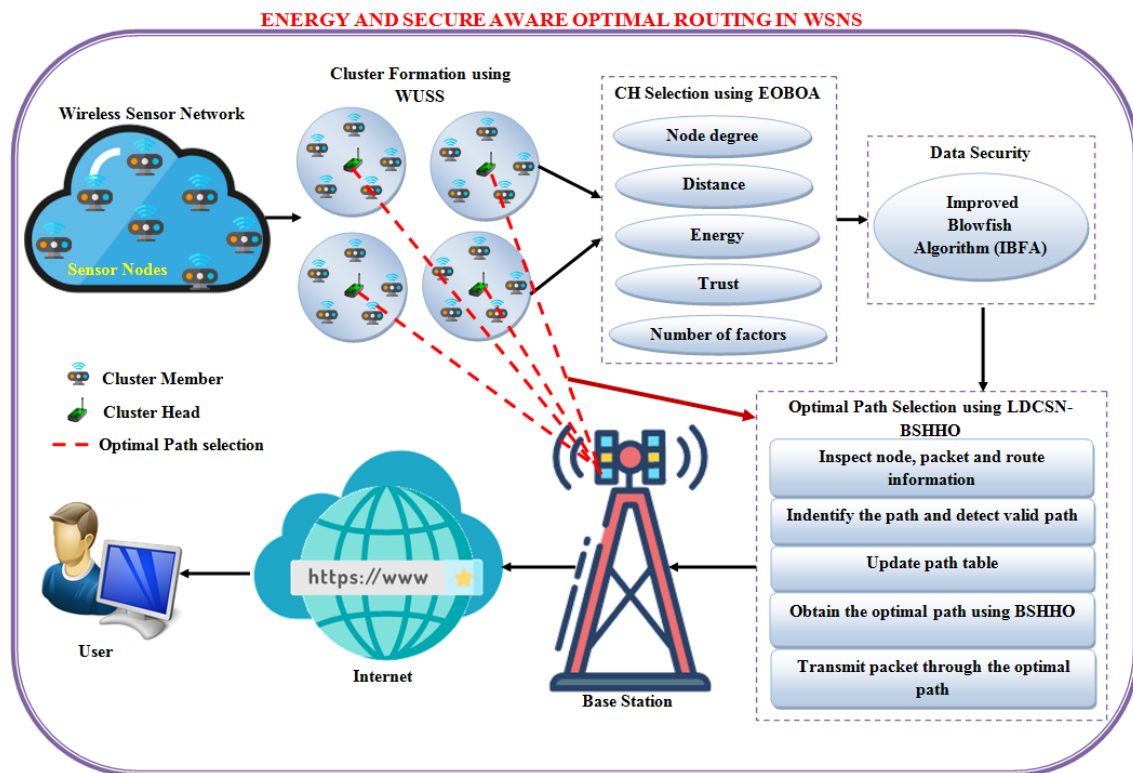 ENERGY AND SECURE AWARE OPTIMAL ROUTING IN WSNS
Wireless Sensor Network
Sensor Nodes
Cluster Formation using
WUSS
CH Selection using EOBOA
Node degree
Distance
Energy
Trust
Number of factors
Data Security
Improved
Blowfish
Algorithm (IBFA)
Cluster Member
Cluster Head
Optimal Path selection
Optimal Path Selection using LDCSN-
BSHHO
Inspect node, packet and route
information
Indentify the path and detect valid path
Update path table
Obtain the optimal path using BSHHO
Transmit packet through the optimal
path
Base Station
https://www
Internet
User